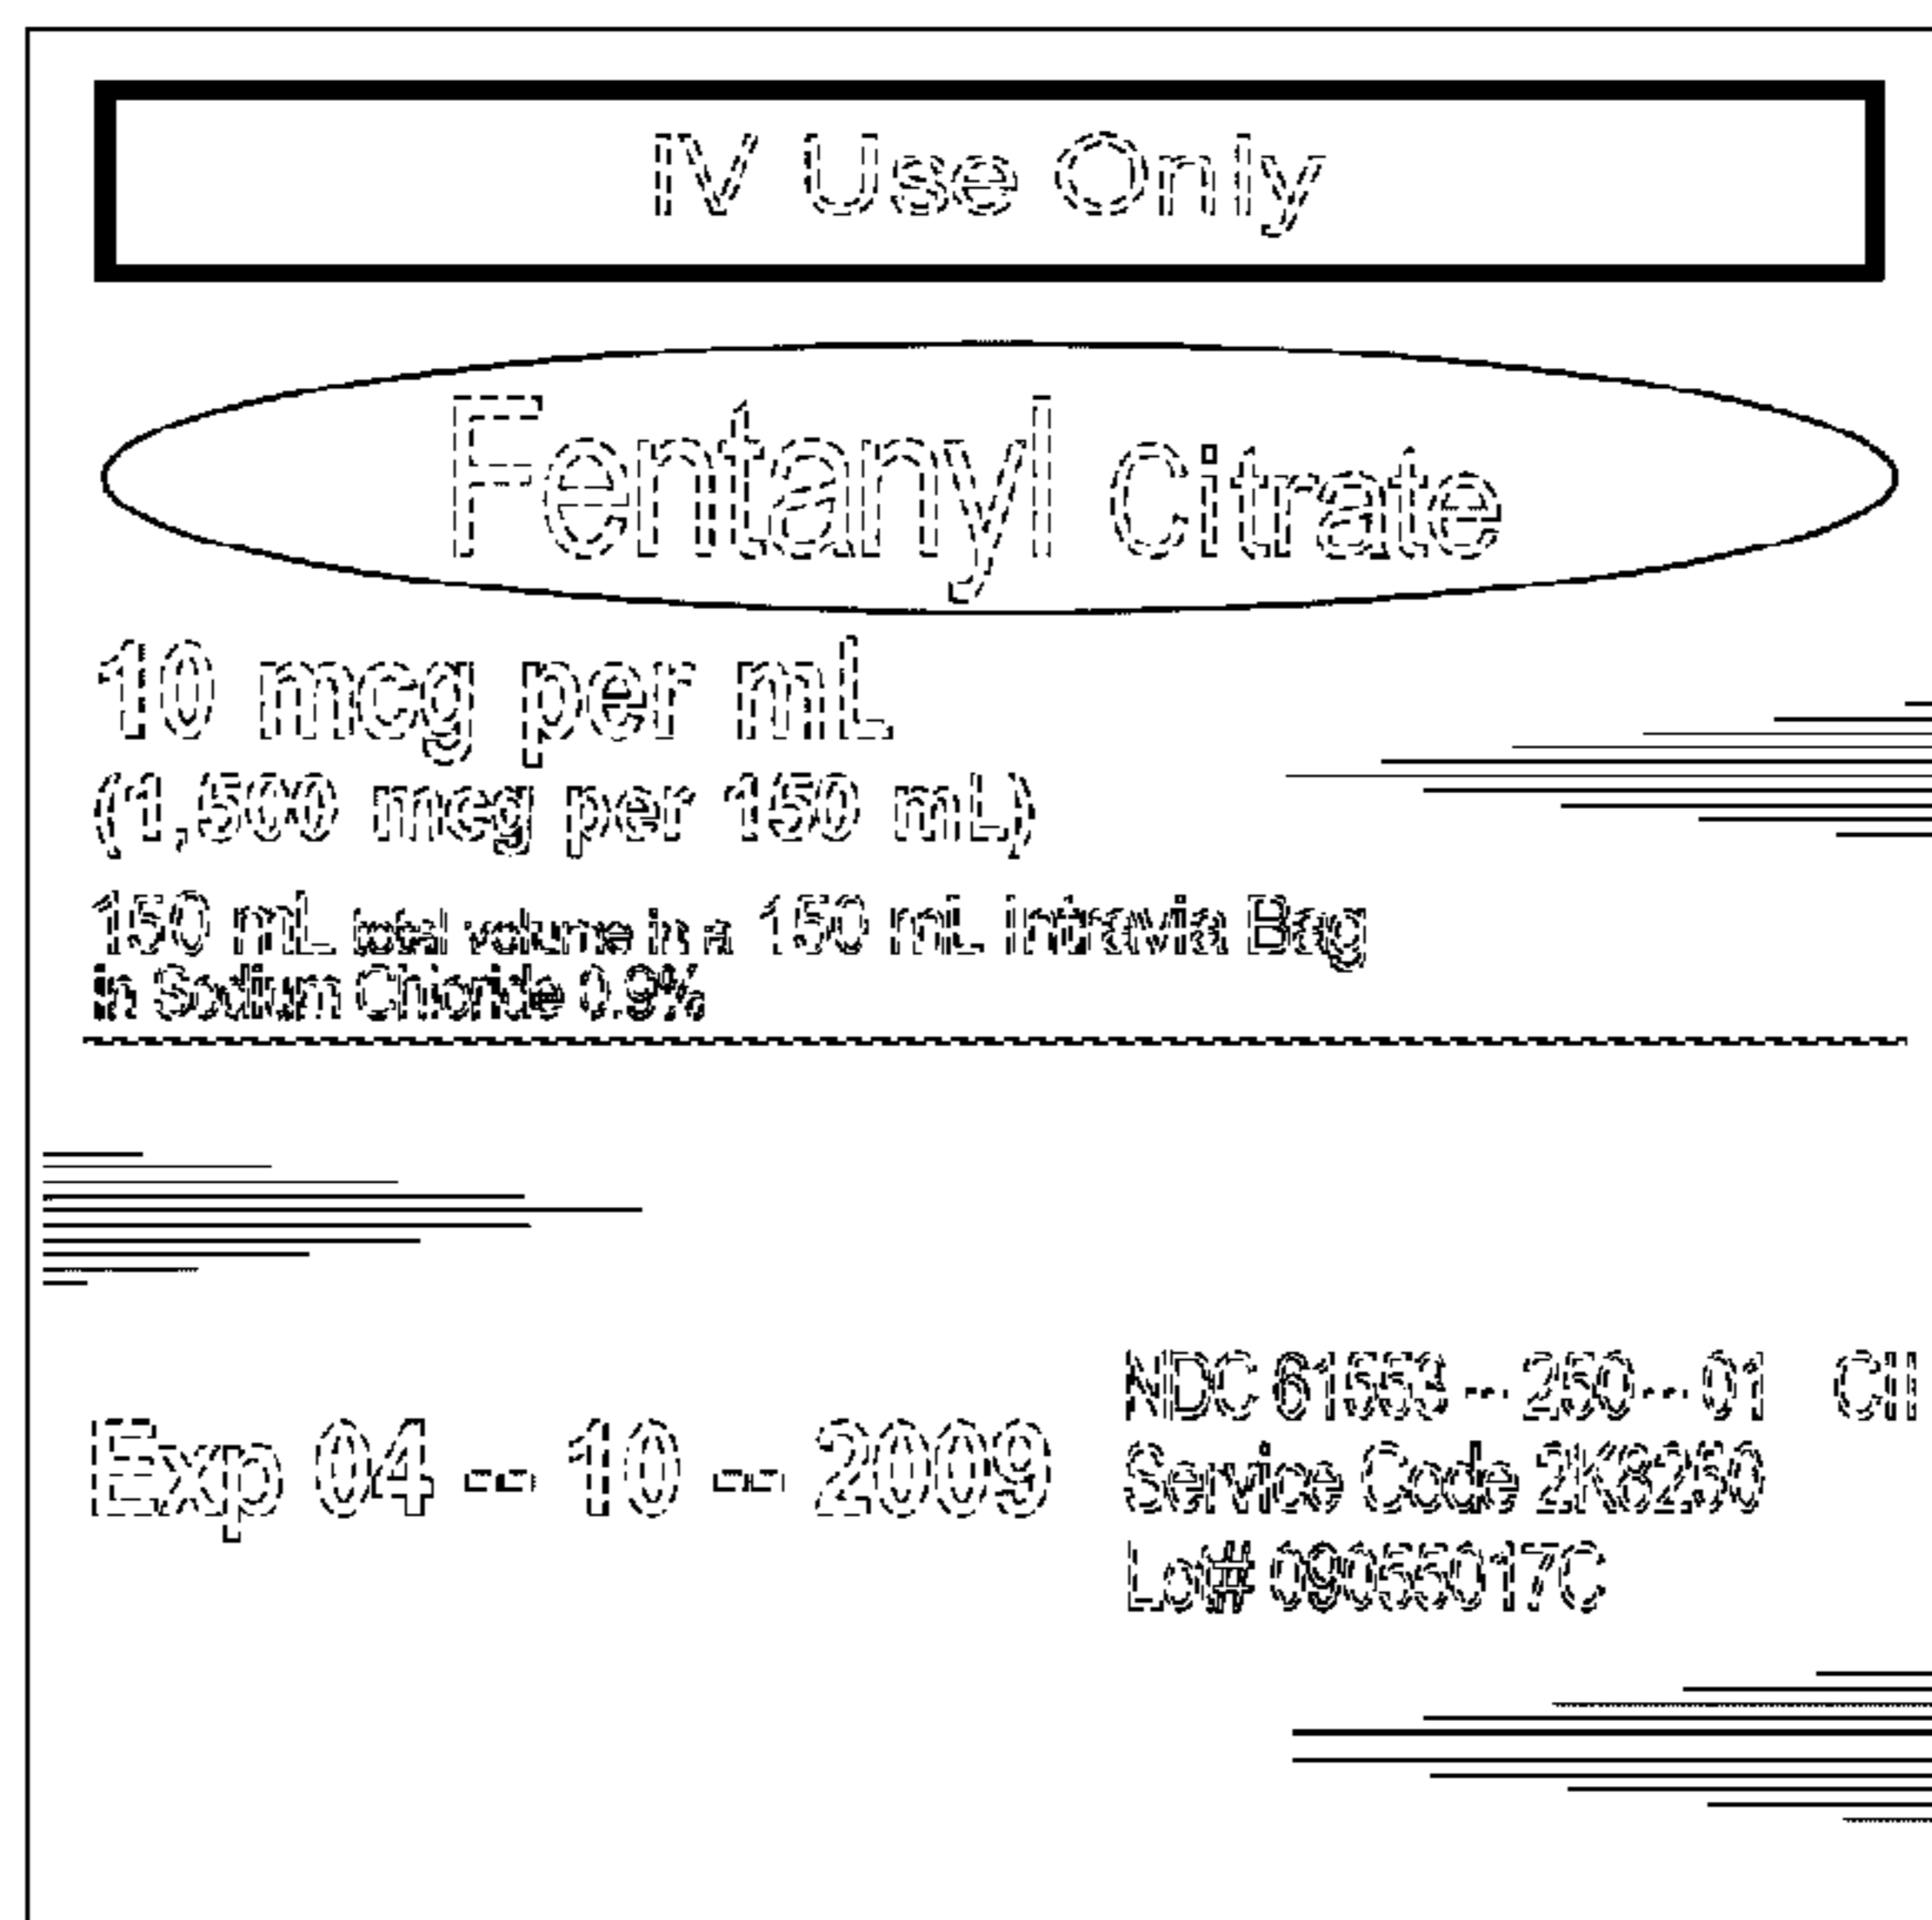 IV Use Only
Fentanyl Citrate
10 mcg per mL
(1,500 mcg per 150 mL)
150 mL total volume in a 150 mL Intravia Bag
in Sodium Chloride 0.9%
NDC 61553 -- 250 -- 01 CII
Exp 04 -- 10 -- 2009
Service Code 2K8250
Lot# 09055017C